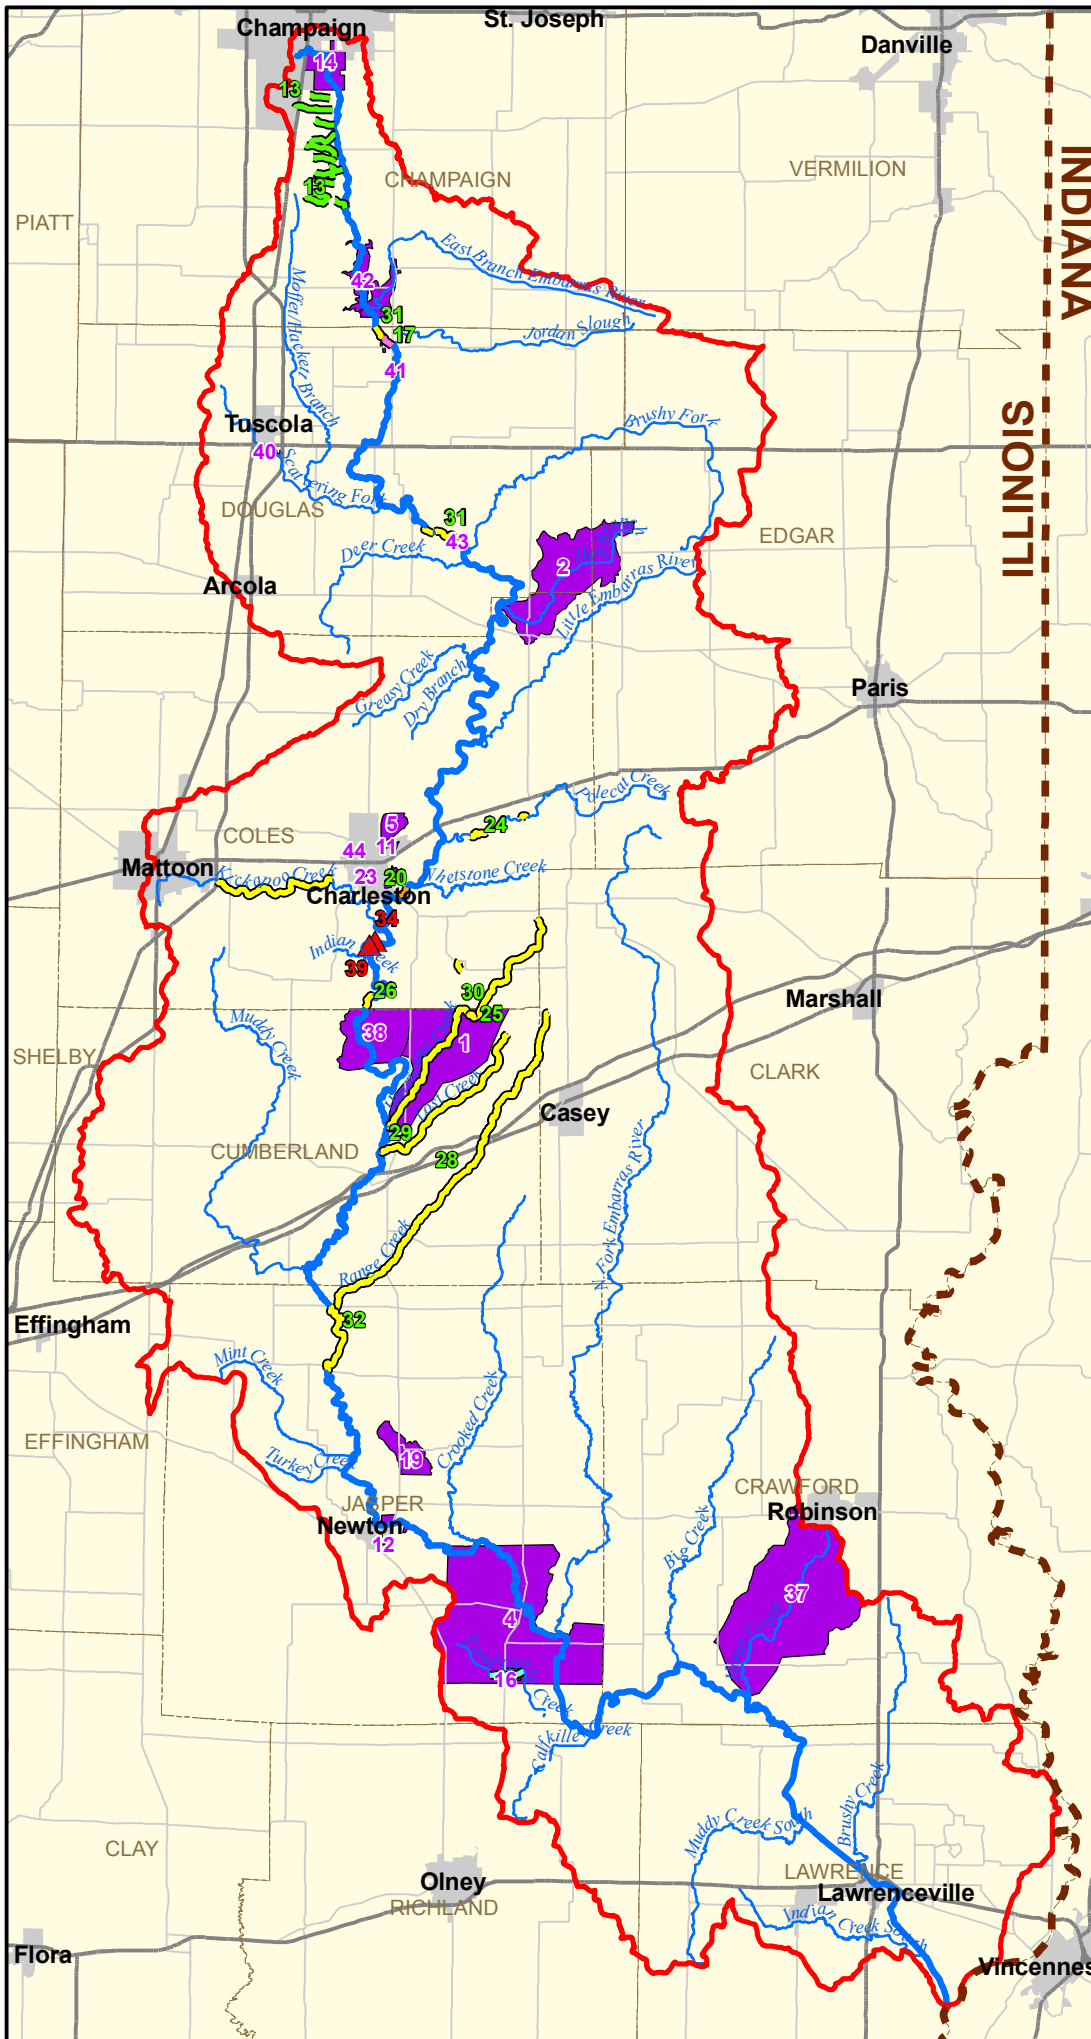 St. Joseph
Champaign
Danville
14
13
INDIANA
VERMILION
CHAMPAIGN
13
PIATT
East Branch Embarras River
42
Moffet/Hackett Branch
31
Jordan Slough
17
41
ILLINOIS
Tuscola
Brushy Fork
40
Scattering Fork
DOUGLAS
31
EDGAR
43
Deer Creek
2
Arcola
Little Embarras River
Greasy Creek
Dry Branch
Paris
Polecat Creek
5
24
COLES
11
44
Mattoon
Kickapoo Creek
23
20
Whetstone Creek
Charleston
34
Indian Creek
39
26
30
Marshall
25
Muddy Creek
38
1
SHELBY
CLARK
Lost Creek
Casey
29
CUMBERLAND
28
N. Fork Embarras River
Range Creek
Effingham
32
Mint Creek
Crooked Creek
EFFINGHAM
Turkey Creek
19
CRAWFORD
JASPER
Robinson
Newton
12
Big Creek
37
4
16
Calfkiller Creek
Muddy Creek South
Brushy Creek
CLAY
LAWRENCE
Olney
Lawrenceville
RICHLAND
Indian Creek South
Flora
Vincennes